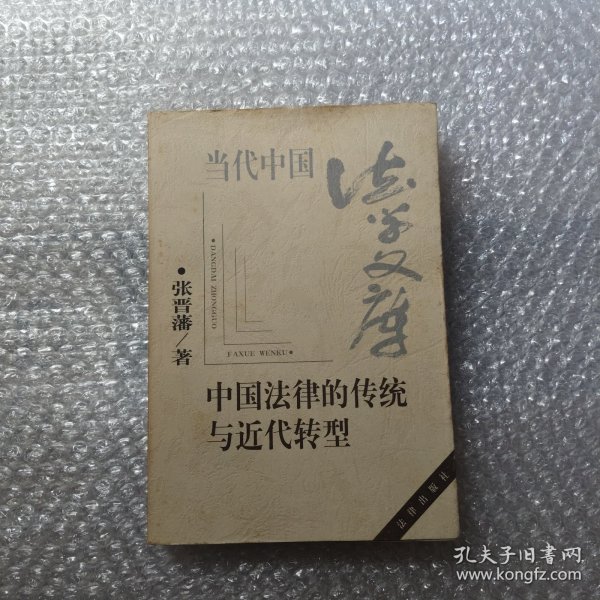 当代中国
法学文库
DANGDAI ZHONGGUO
FAXUE WENKU
张晋藩/著
中国法律的传统
与近代转型
法律出版社
孔夫子旧书网
www.kongfz.com